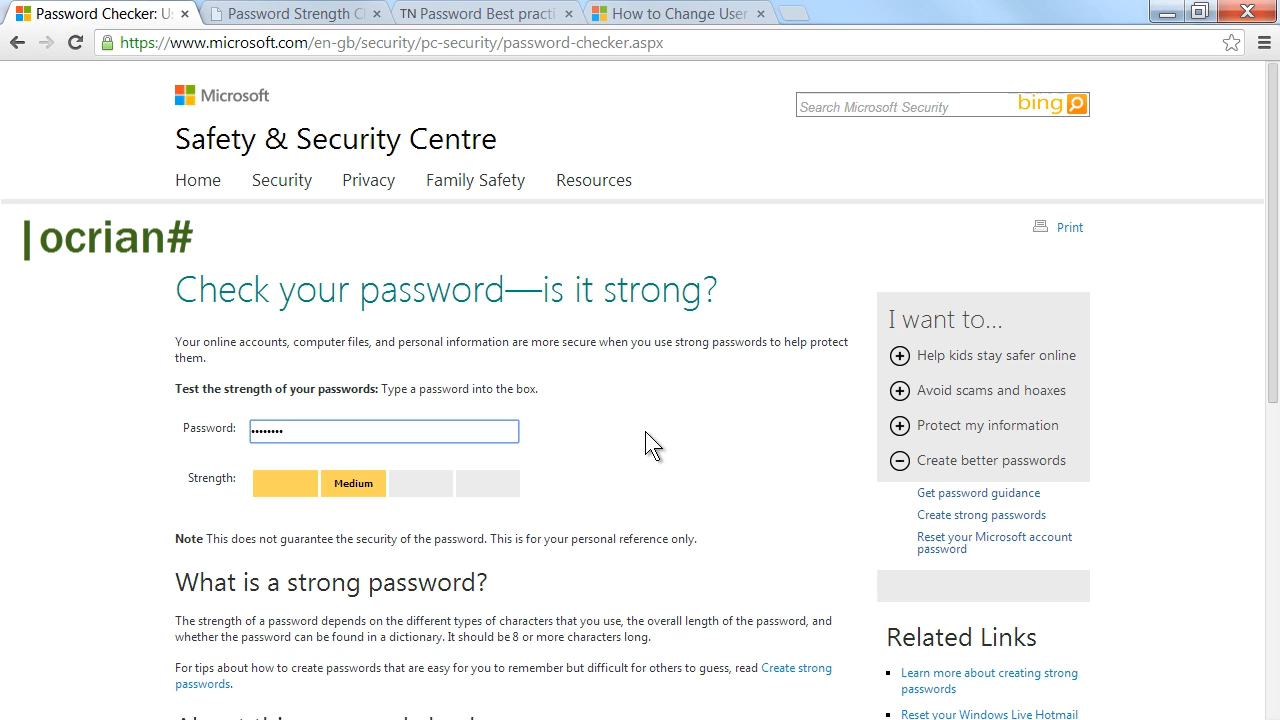 Password Checker: Us
Password Strength Ch
TN Password Best practi
How to Change User
https://www.microsoft.com/en-gb/security/pc-security/password-checker.aspx
Microsoft
Search Microsoft Security
bing
Safety & Security Centre
Home Security Privacy Family Safety Resources
|ocrian#
Print
Check your password—is it strong?
I want to...
Your online accounts, computer files, and personal information are more secure when you use strong passwords to help protect
them.
Help kids stay safer online
Test the strength of your passwords: Type a password into the box.
Avoid scams and hoaxes
Password: ••••••••
Protect my information
Create better passwords
Strength: Medium
Get password guidance
Create strong passwords
Reset your Microsoft account
password
Note This does not guarantee the security of the password. This is for your personal reference only.
What is a strong password?
The strength of a password depends on the different types of characters that you use, the overall length of the password, and
whether the password can be found in a dictionary. It should be 8 or more characters long.
Related Links
For tips about how to create passwords that are easy for you to remember but difficult for others to guess, read Create strong
passwords.
Learn more about creating strong
passwords
Reset your Windows Live Hotmail